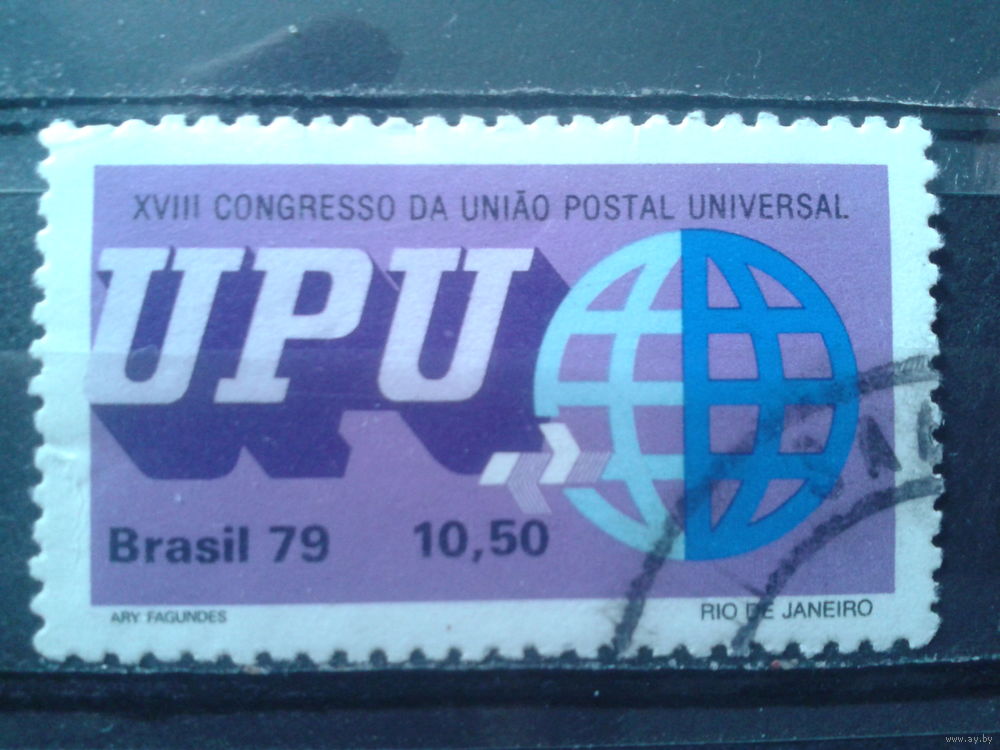 XVIII CONGRESSO DA UNIÃO POSTAL UNIVERSAL
UPU
Brasil 79 10,50
ARY FAGUNDES RIO DE JANEIRO
www.ay.by